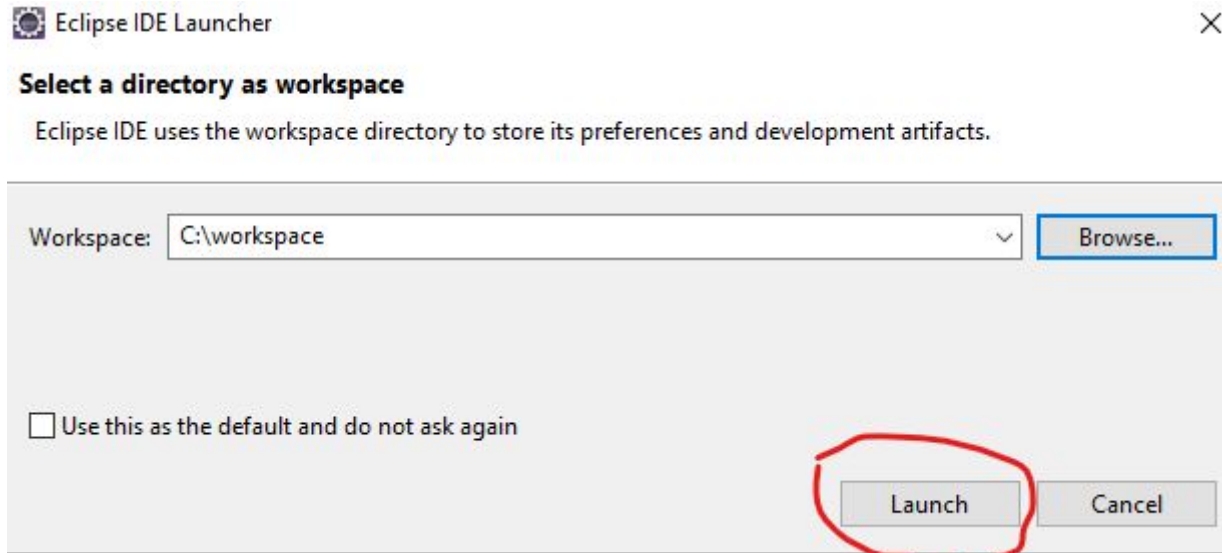 Eclipse IDE Launcher
Select a directory as workspace
Eclipse IDE uses the workspace directory to store its preferences and development artifacts.
Workspace: C:\workspace Browse...
Use this as the default and do not ask again
Launch Cancel